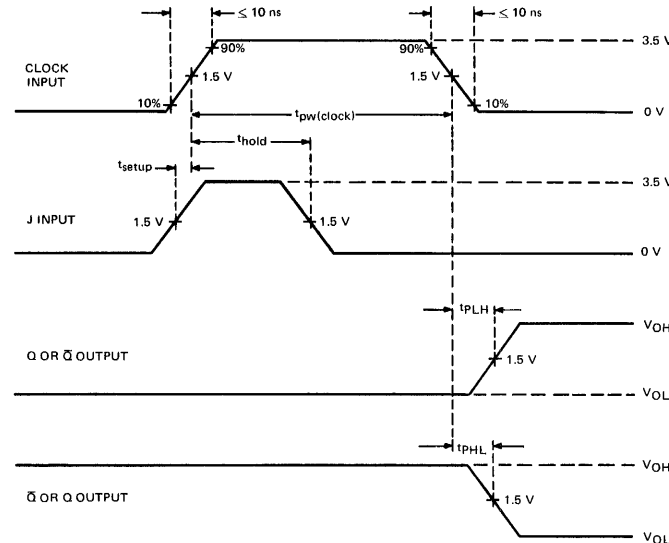 ≤ 10 ns
≤ 10 ns
90%
90%
3.5 V
CLOCK
INPUT
1.5 V
1.5 V
10%
10%
0 V
tpw(clock)
thold
tsetup
3.5 V
J INPUT
1.5 V
1.5 V
0 V
tPLH
VOH
Q OR Q̅ OUTPUT
1.5 V
VOL
tPHL
VOH
Q̅ OR Q OUTPUT
1.5 V
VOL